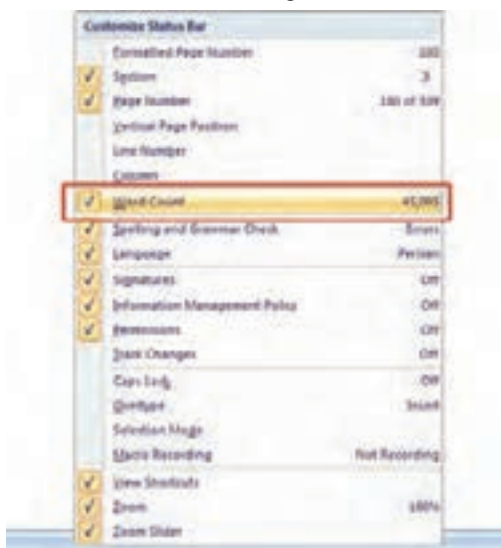 Customize Status Bar
Formatted Page Number
Section 3
Page Number
Vertical Page Position
Line Number
Column
Word Count
Spelling and Grammar Check Errors
Language Persian
Signatures Off
Information Management Policy Off
Permissions Off
Track Changes Off
Caps Lock Off
Overtype Insert
Selection Mode
Macro Recording Not Recording
View Shortcuts
Zoom 100%
Zoom Slider